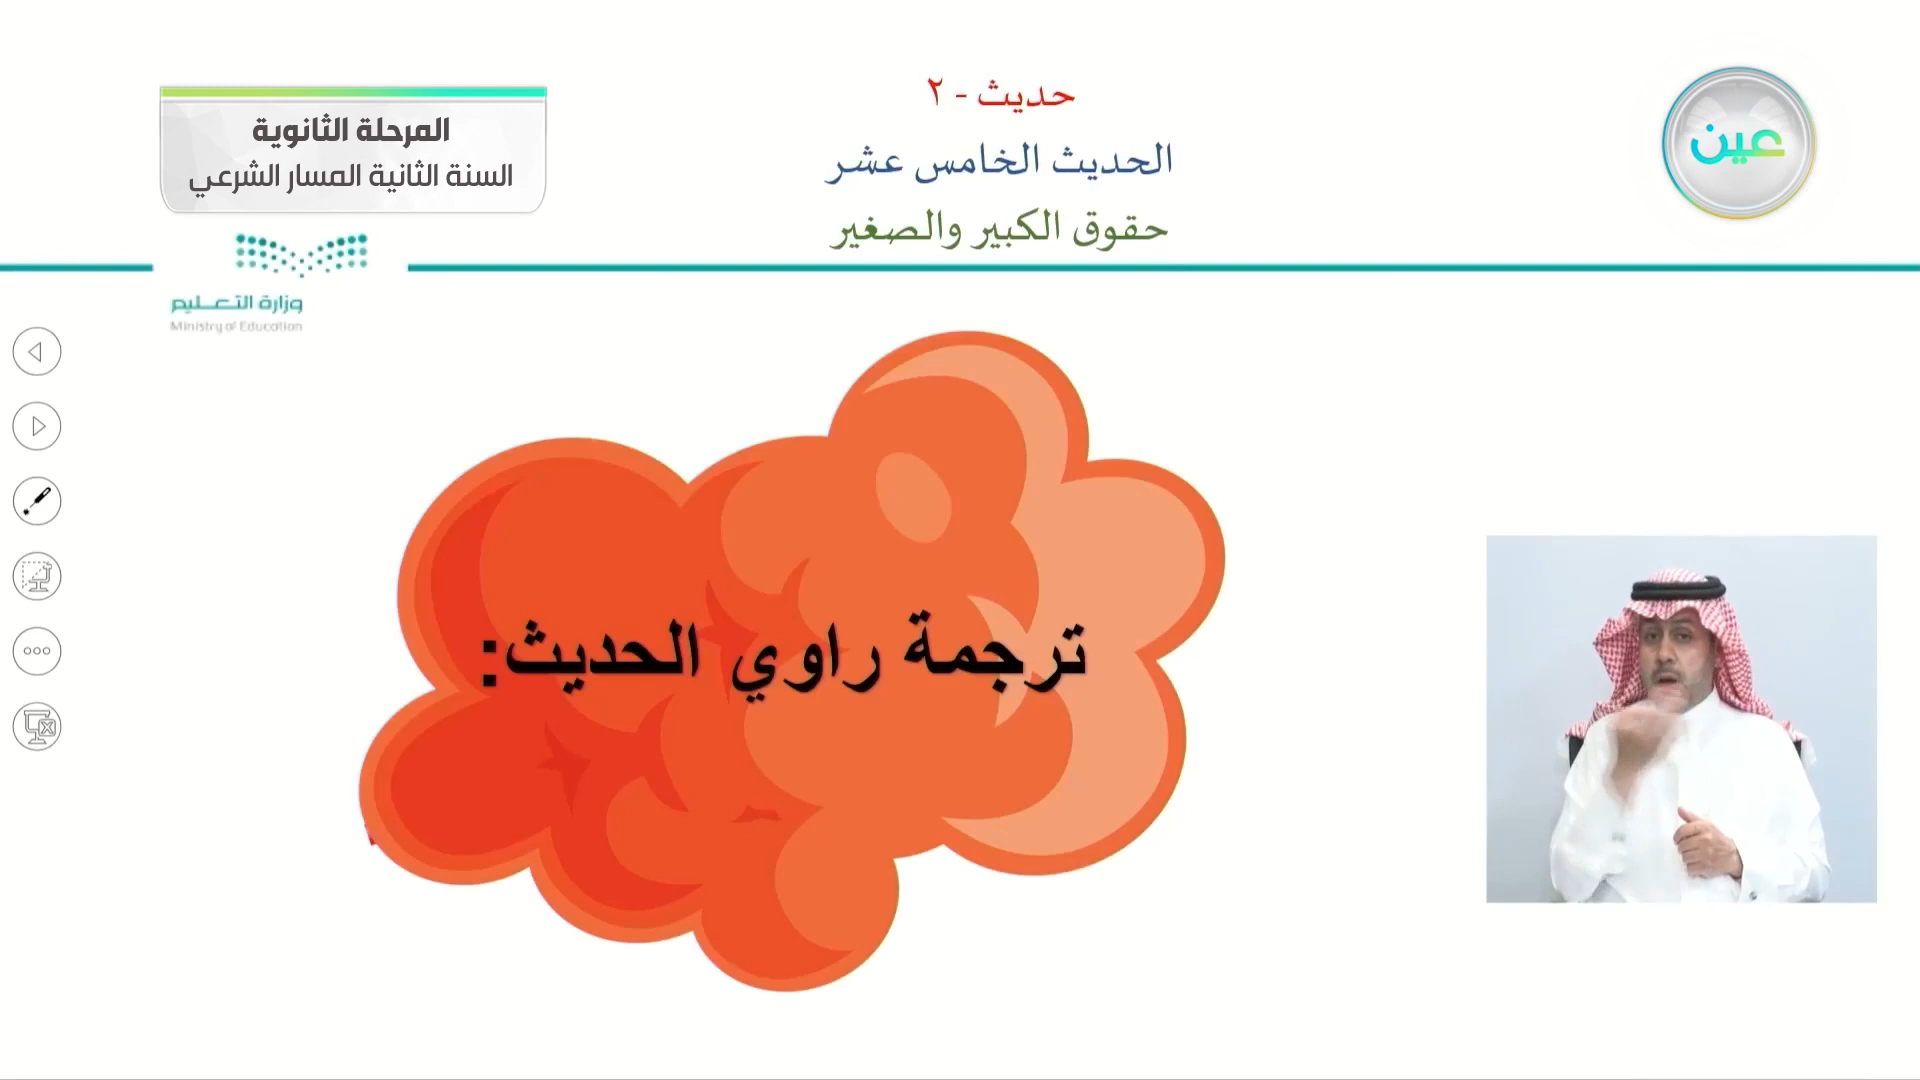 حديث - ٢
الحديث الخامس عشر
حقوق الكبير والصغير
عين
المرحلة الثانوية
السنة الثانية المسار الشرعي
وزارة التعـليم
Ministry of Education
ترجمة راوي الحديث: